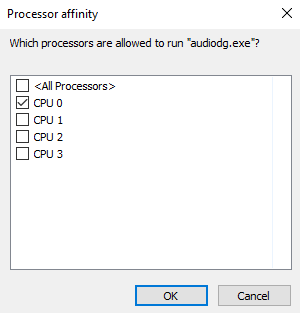 Processor affinity
Which processors are allowed to run "audiodg.exe"?
<All Processors>
CPU 0
CPU 1
CPU 2
CPU 3
OK
Cancel